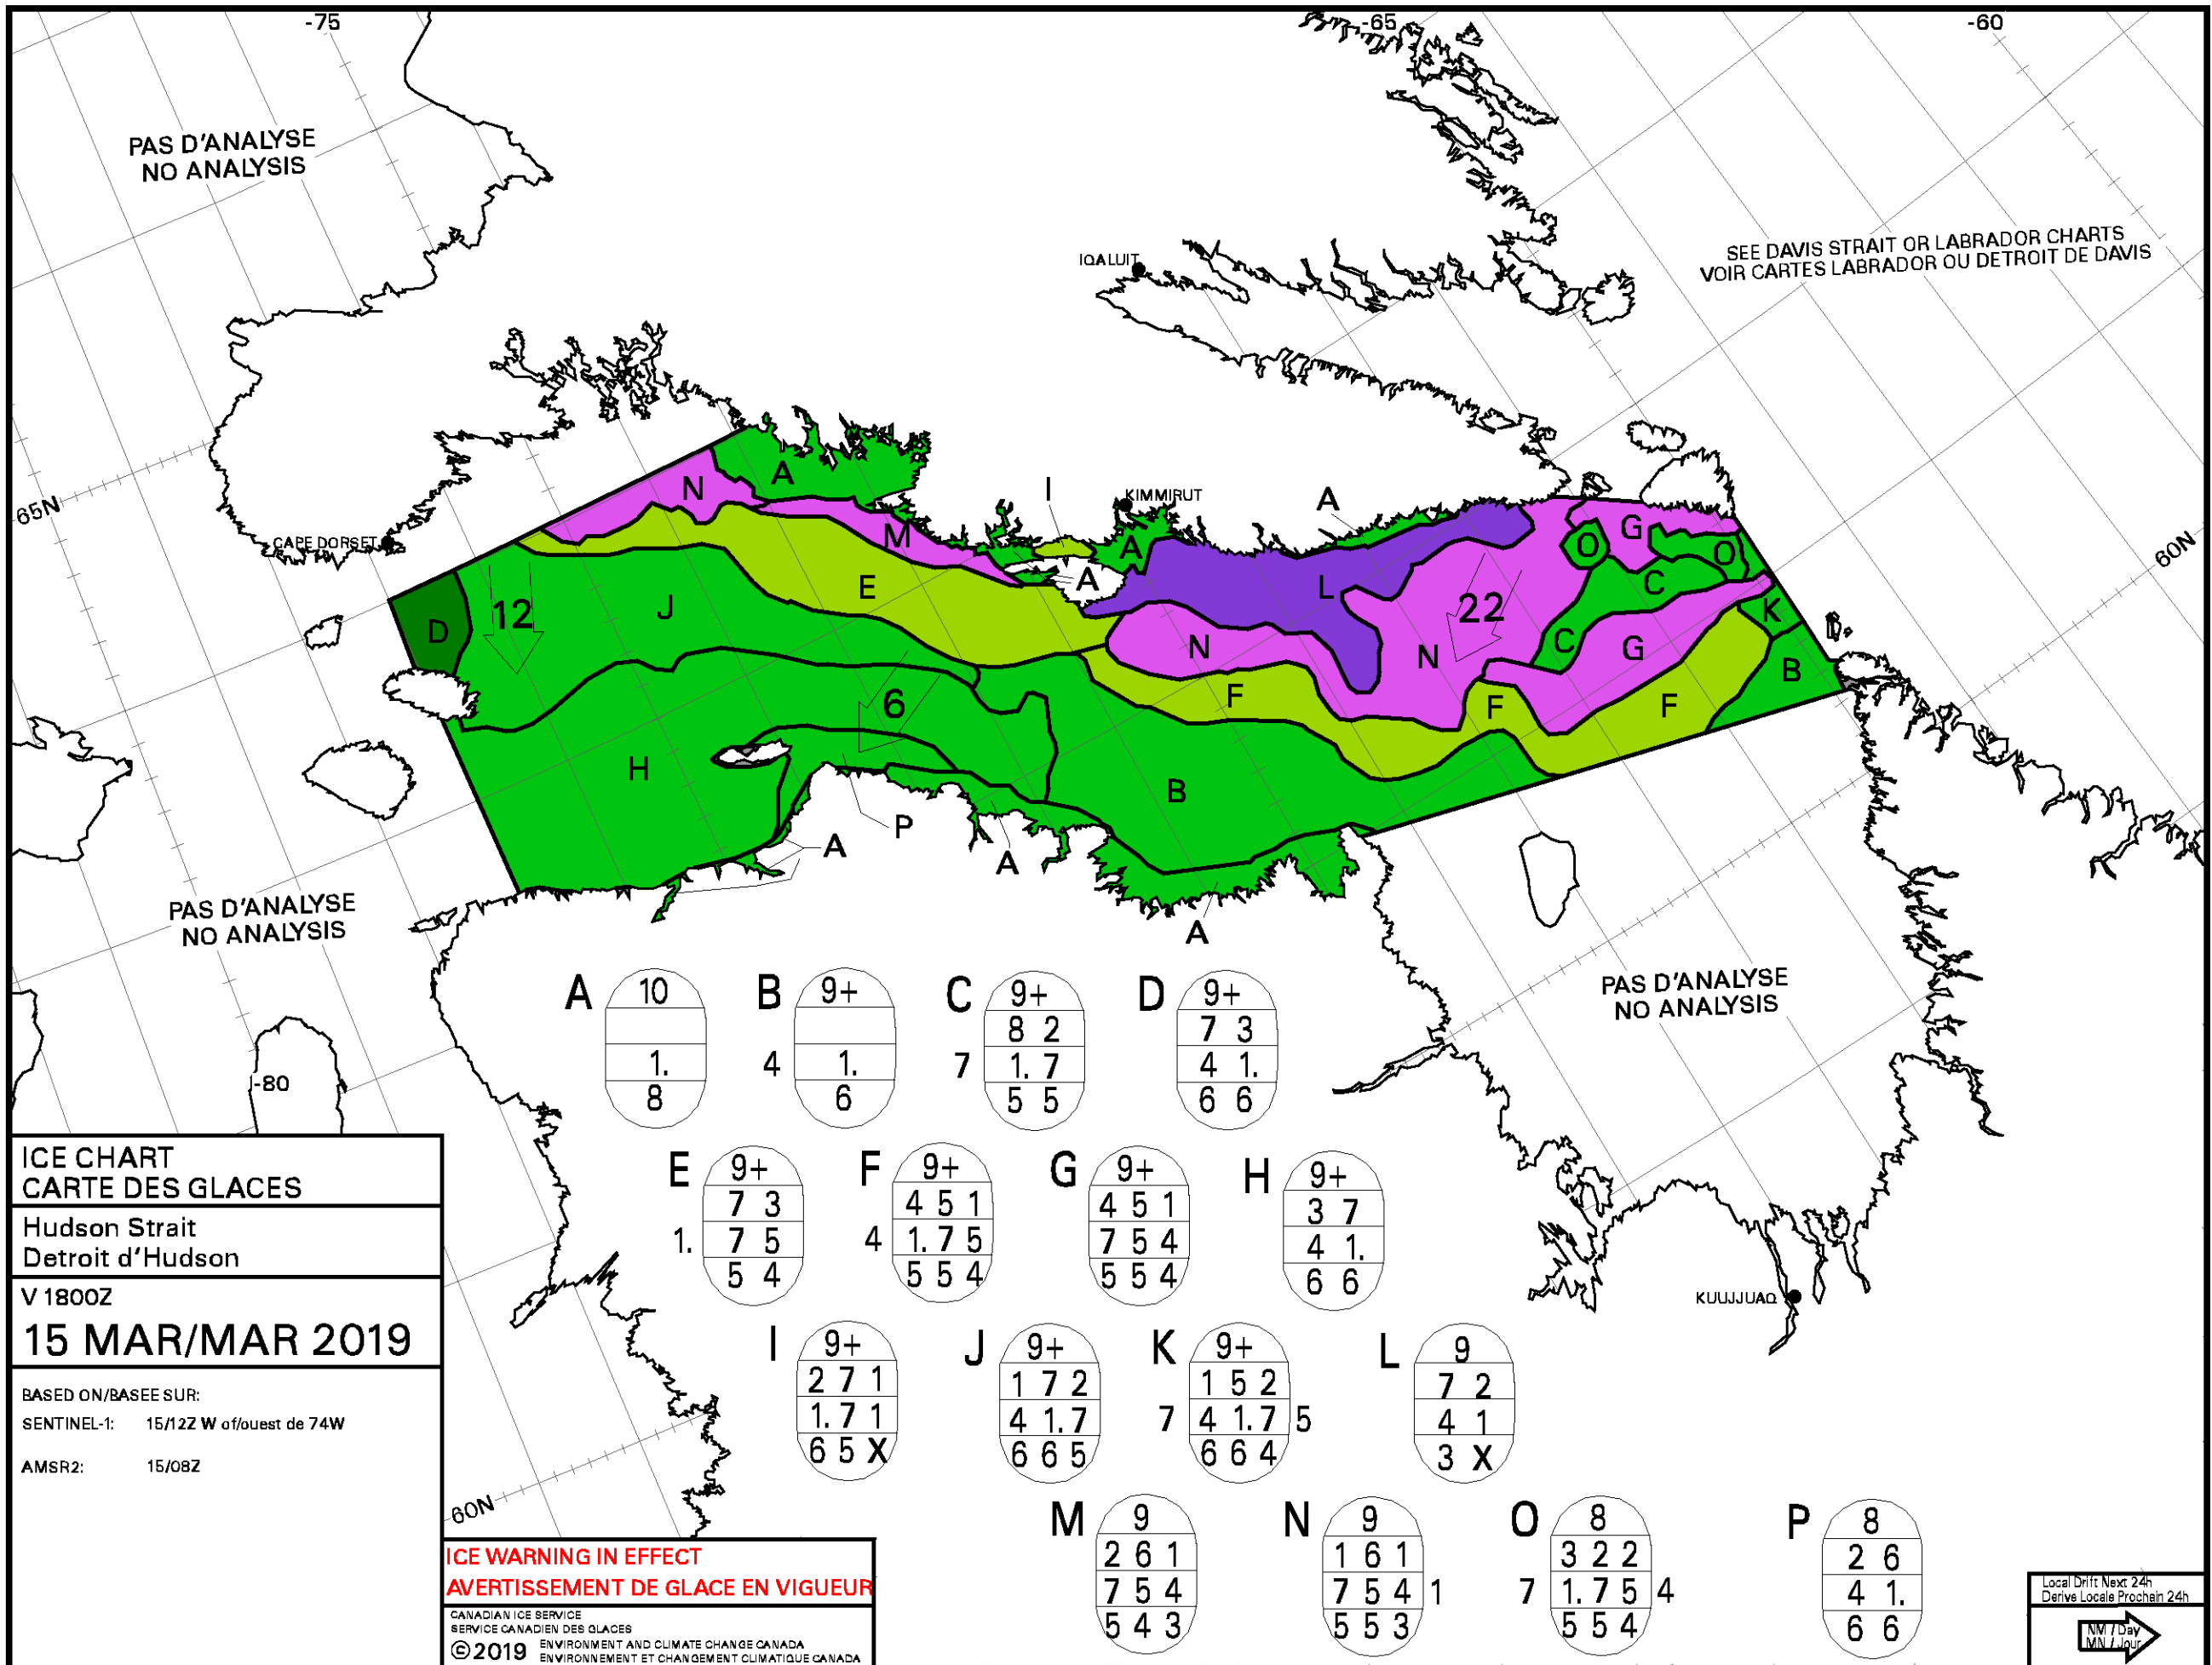 -75
-65
-60
PAS D'ANALYSE
NO ANALYSIS
SEE DAVIS STRAIT OR LABRADOR CHARTS
VOIR CARTES LABRADOR OU DETROIT DE DAVIS
IQALUIT
65N
CAPE DORSET
KIMMIRUT
60N
I
A
A
N
M
A
A
G
O
O
C
L
E
J
D
12
22
K
N
N
C
G
B
F
F
F
6
H
B
P
A
A
A
PAS D'ANALYSE
NO ANALYSIS
PAS D'ANALYSE
NO ANALYSIS
-80
KUUJJUAQ
60N
A
10
1.
8
B
9+
4 1.
6
C
9+
8 2
7 1. 7
5 5
D
9+
7 3
4 1.
6 6
E
9+
7 3
1. 7 5
5 4
F
9+
4 5 1
4 1. 7 5
5 5 4
G
9+
4 5 1
7 5 4
5 5 4
H
9+
3 7
4 1.
6 6
I
9+
2 7 1
1. 7 1
6 5 X
J
9+
1 7 2
4 1. 7
6 6 5
K
9+
1 5 2
7 4 1. 7 5
6 6 4
L
9
7 2
4 1
3 X
M
9
2 6 1
7 5 4
5 4 3
N
9
1 6 1
7 5 4 1
5 5 3
O
8
3 2 2
7 1. 7 5 4
5 5 4
P
8
2 6
4 1.
6 6
ICE CHART
CARTE DES GLACES
Hudson Strait
Detroit d'Hudson
V 1800Z
15 MAR/MAR 2019
BASED ON/BASEE SUR:
SENTINEL-1: 15/12Z W of/ouest de 74W
AMSR2: 15/08Z
ICE WARNING IN EFFECT
AVERTISSEMENT DE GLACE EN VIGUEUR
CANADIAN ICE SERVICE
SERVICE CANADIEN DES GLACES
©2019 ENVIRONMENT AND CLIMATE CHANGE CANADA
ENVIRONNEMENT ET CHANGEMENT CLIMATIQUE CANADA
Local Drift Next 24h
Derive Locale Prochain 24h
NM / Day
MN / Jour